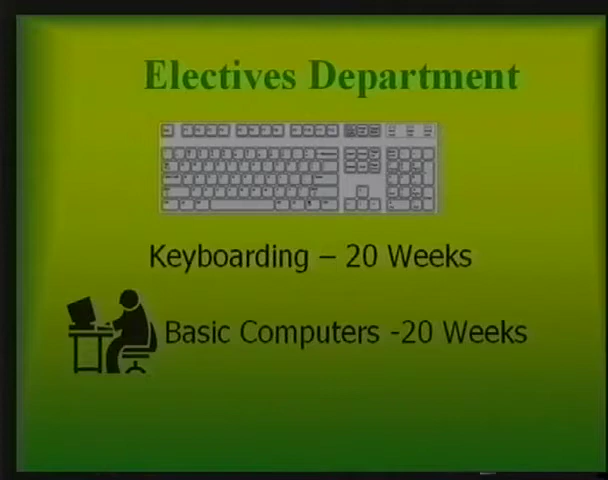 Electives Department
Keyboarding – 20 Weeks
Basic Computers -20 Weeks